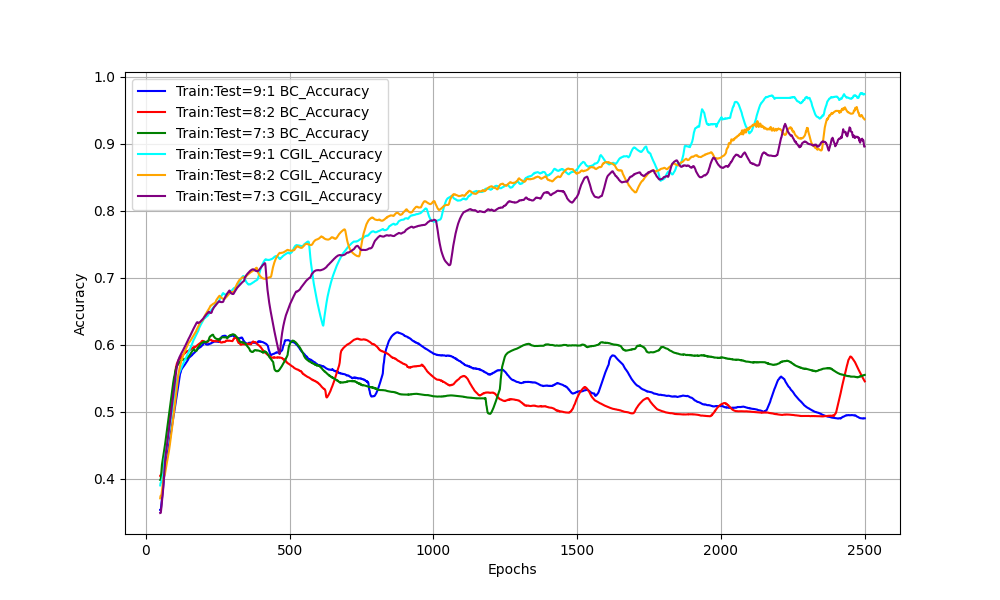 1.0
0.9
0.8
0.7
0.6
0.5
0.4
Accuracy
Train:Test=9:1 BC_Accuracy
Train:Test=8:2 BC_Accuracy
Train:Test=7:3 BC_Accuracy
Train:Test=9:1 CGIL_Accuracy
Train:Test=8:2 CGIL_Accuracy
Train:Test=7:3 CGIL_Accuracy
0 500 1000 1500 2000 2500
Epochs